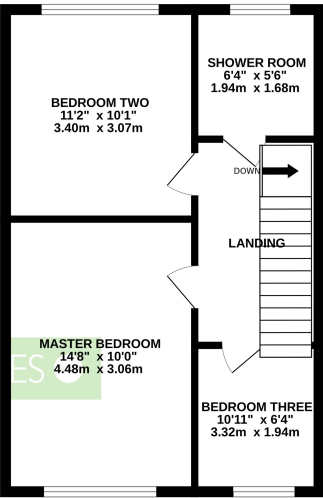 SHOWER ROOM
6'4" x 5'6"
1.94m x 1.68m
BEDROOM TWO
11'2" x 10'1"
3.40m x 3.07m
DOWN
LANDING
MASTER BEDROOM
14'8" x 10'0"
4.48m x 3.06m
ES
BEDROOM THREE
10'11" x 6'4"
3.32m x 1.94m